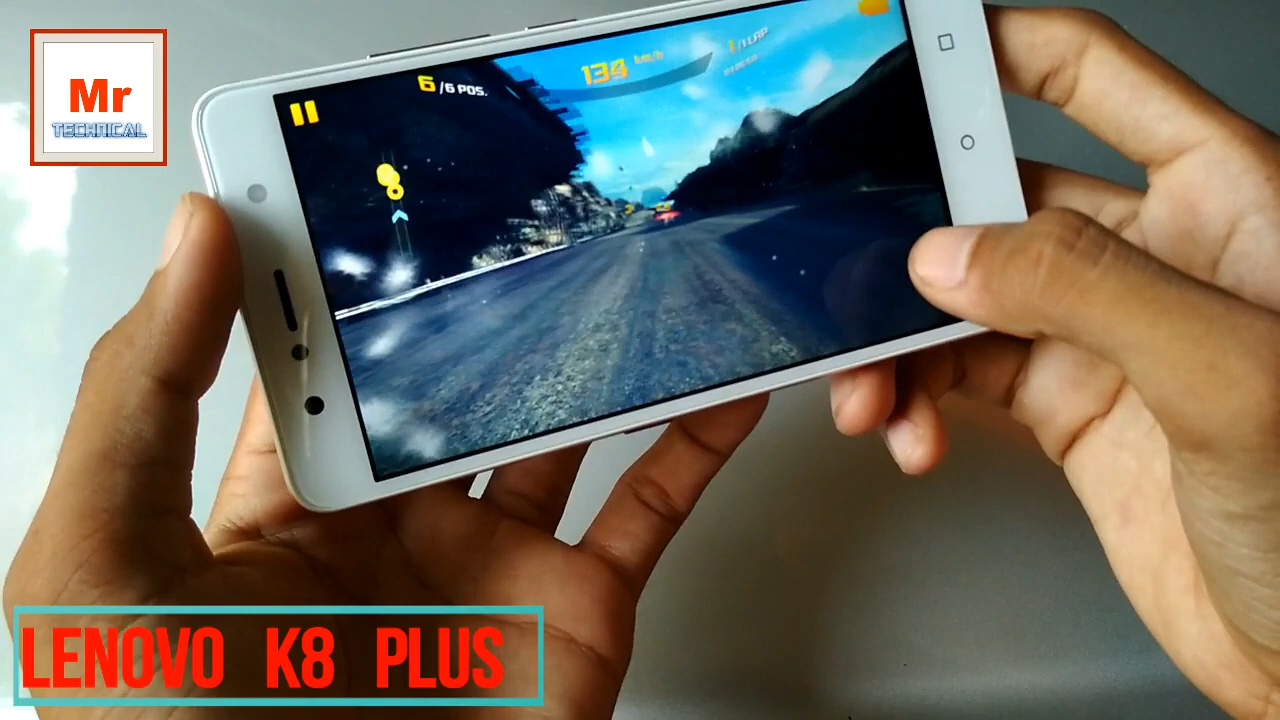 Mr
TECHNICAL
6/6 POS.
134 km/h
1/1 LAP
LENOVO K8 PLUS